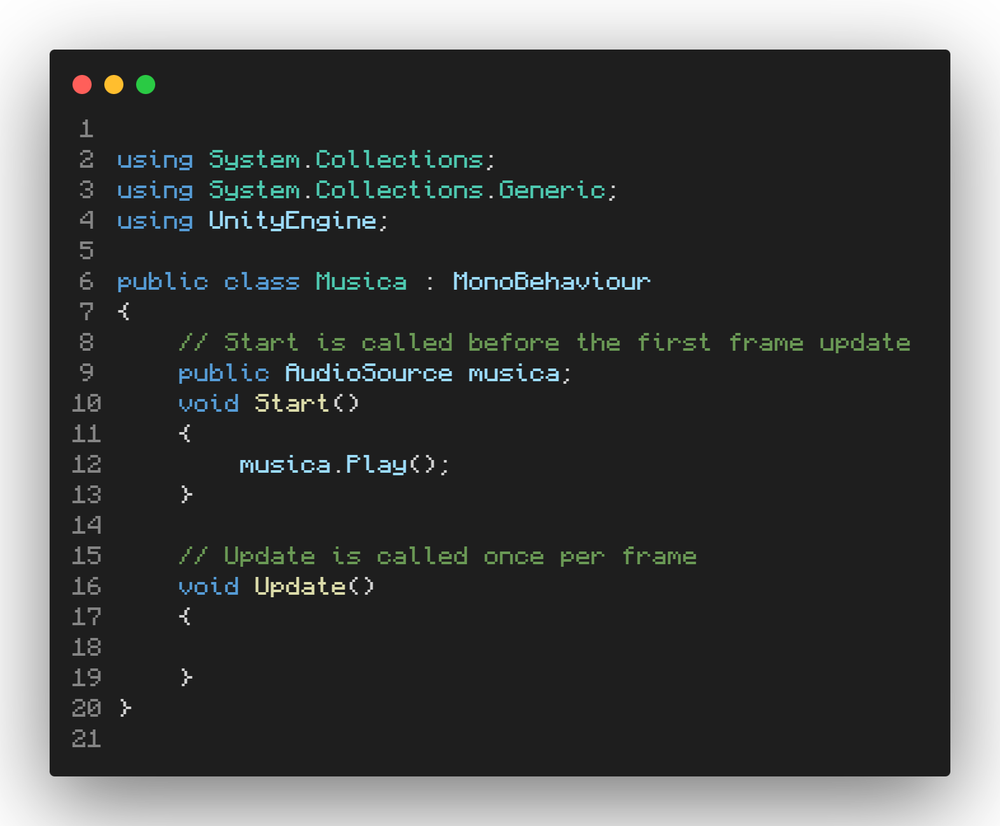 1
2 using System.Collections;
3 using System.Collections.Generic;
4 using UnityEngine;
5
6 public class Musica : MonoBehaviour
7 {
8     // Start is called before the first frame update
9     public AudioSource musica;
10     void Start()
11     {
12         musica.Play();
13     }
14
15     // Update is called once per frame
16     void Update()
17     {
18
19     }
20 }
21